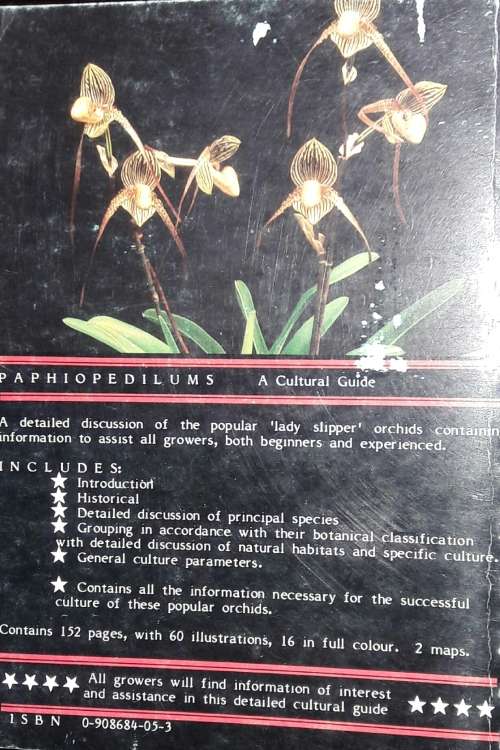 PAPHIOPEDILUMS A Cultural Guide
A detailed discussion of the popular 'lady slipper' orchids containin
information to assist all growers, both beginners and experienced.
INCLUDES:
★ Introduction
★ Historical
★ Detailed discussion of principal species
★ Grouping in accordance with their botanical classification
with detailed discussion of natural habitats and specific culture.
★ General culture parameters.
★ Contains all the information necessary for the successful
culture of these popular orchids.
Contains 152 pages, with 60 illustrations, 16 in full colour. 2 maps.
★★★★ All growers will find information of interest
and assistance in this detailed cultural guide ★★★★
ISBN 0-908684-05-3